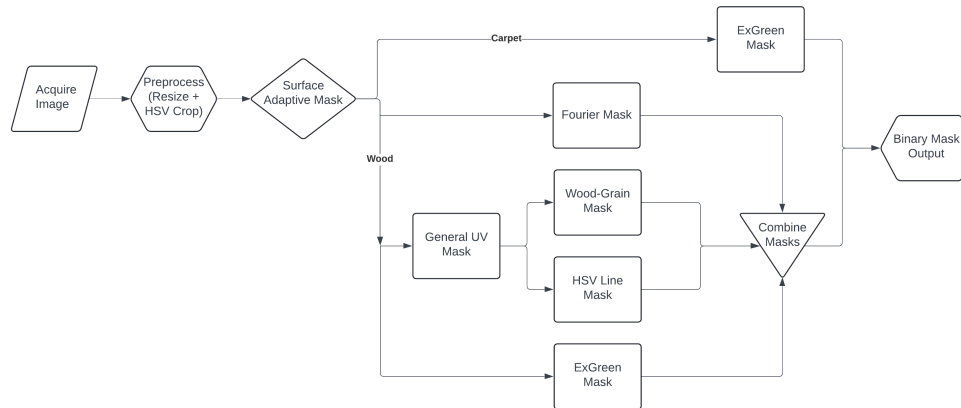 Acquire
Image
Preprocess
(Resize +
HSV Crop)
Surface
Adaptive Mask
Carpet
ExGreen
Mask
Fourier Mask
Wood
General UV
Mask
Wood-Grain
Mask
HSV Line
Mask
ExGreen
Mask
Combine
Masks
Binary Mask
Output